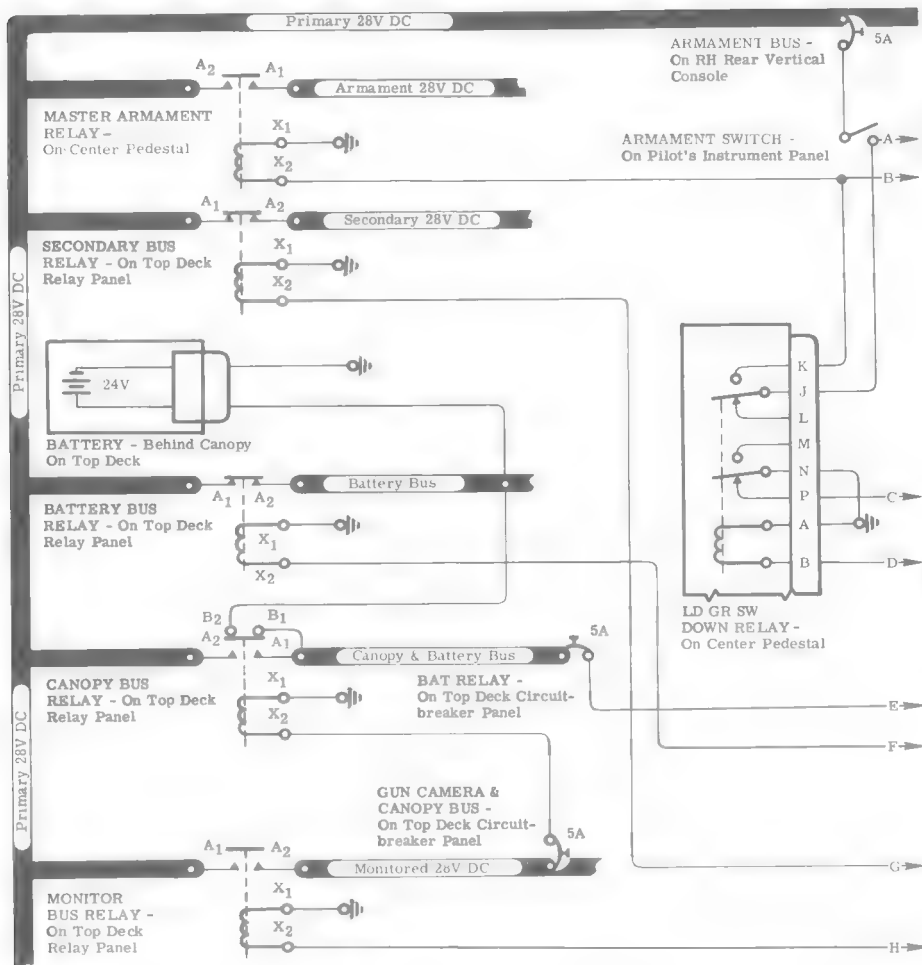 Primary 28V DC
5A
ARMAMENT BUS -
On RH Rear Vertical
Console
A2 A1
Armament 28V DC
MASTER ARMAMENT
RELAY -
On Center Pedestal
X1
X2
ARMAMENT SWITCH -
On Pilot's Instrument Panel
A
B
A1 A2
Secondary 28V DC
SECONDARY BUS
RELAY - On Top Deck
Relay Panel
X1
X2
Primary 28V DC
24V
BATTERY - Behind Canopy
On Top Deck
K
J
L
M
N
P
A
B
C
D
LD GR SW
DOWN RELAY -
On Center Pedestal
A1 A2
Battery Bus
BATTERY BUS
RELAY - On Top Deck
Relay Panel
X1
X2
B2 B1
A2 A1
Canopy & Battery Bus
5A
CANOPY BUS
RELAY - On Top Deck
Relay Panel
X1
X2
BAT RELAY -
On Top Deck Circuit-
breaker Panel
E
F
Primary 28V DC
GUN CAMERA &
CANOPY BUS -
On Top Deck Circuit-
breaker Panel
5A
A1 A2
Monitored 28V DC
G
MONITOR
BUS RELAY -
On Top Deck
Relay Panel
X1
X2
H